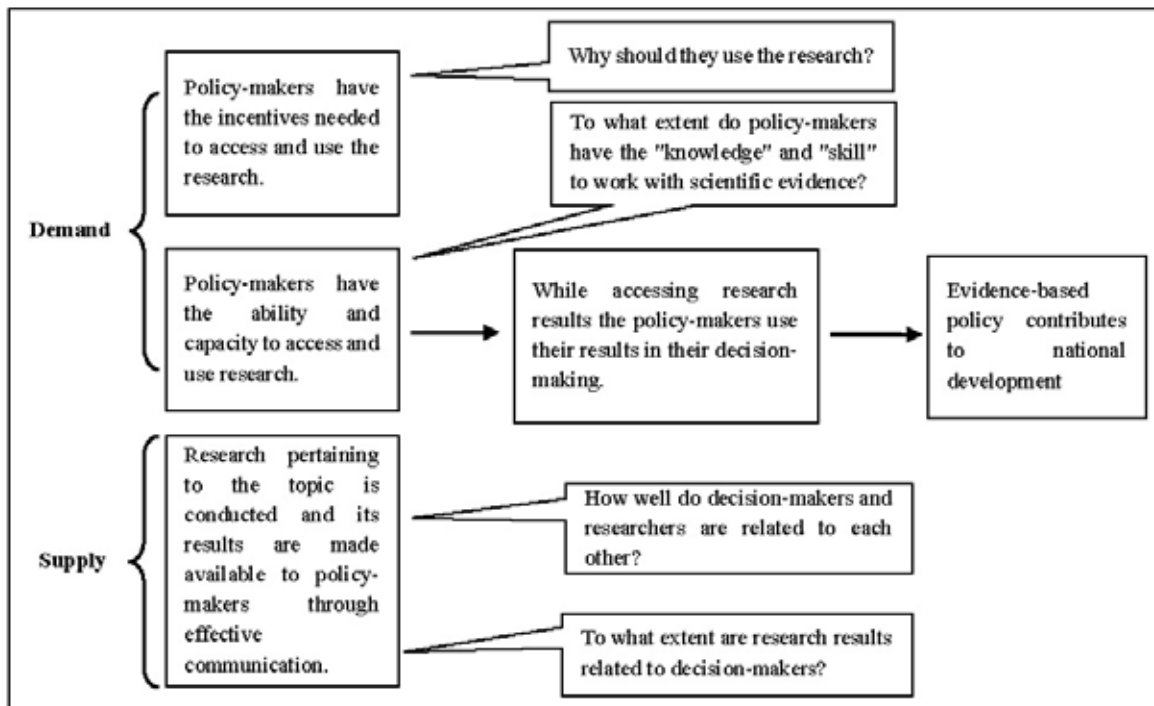 Why should they use the research?
Policy-makers have
the incentives needed
to access and use the
research.
To what extent do policy-makers
have the "knowledge" and "skill"
to work with scientific evidence?
Demand
Policy-makers have
the ability and
capacity to access and
use research.
While accessing research
results the policy-makers use
their results in their decision-
making.
Evidence-based
policy contributes
to national
development
Research pertaining
to the topic is
conducted and its
results are made
available to policy-
makers through
effective
communication.
Supply
How well do decision-makers and
researchers are related to each
other?
To what extent are research results
related to decision-makers?